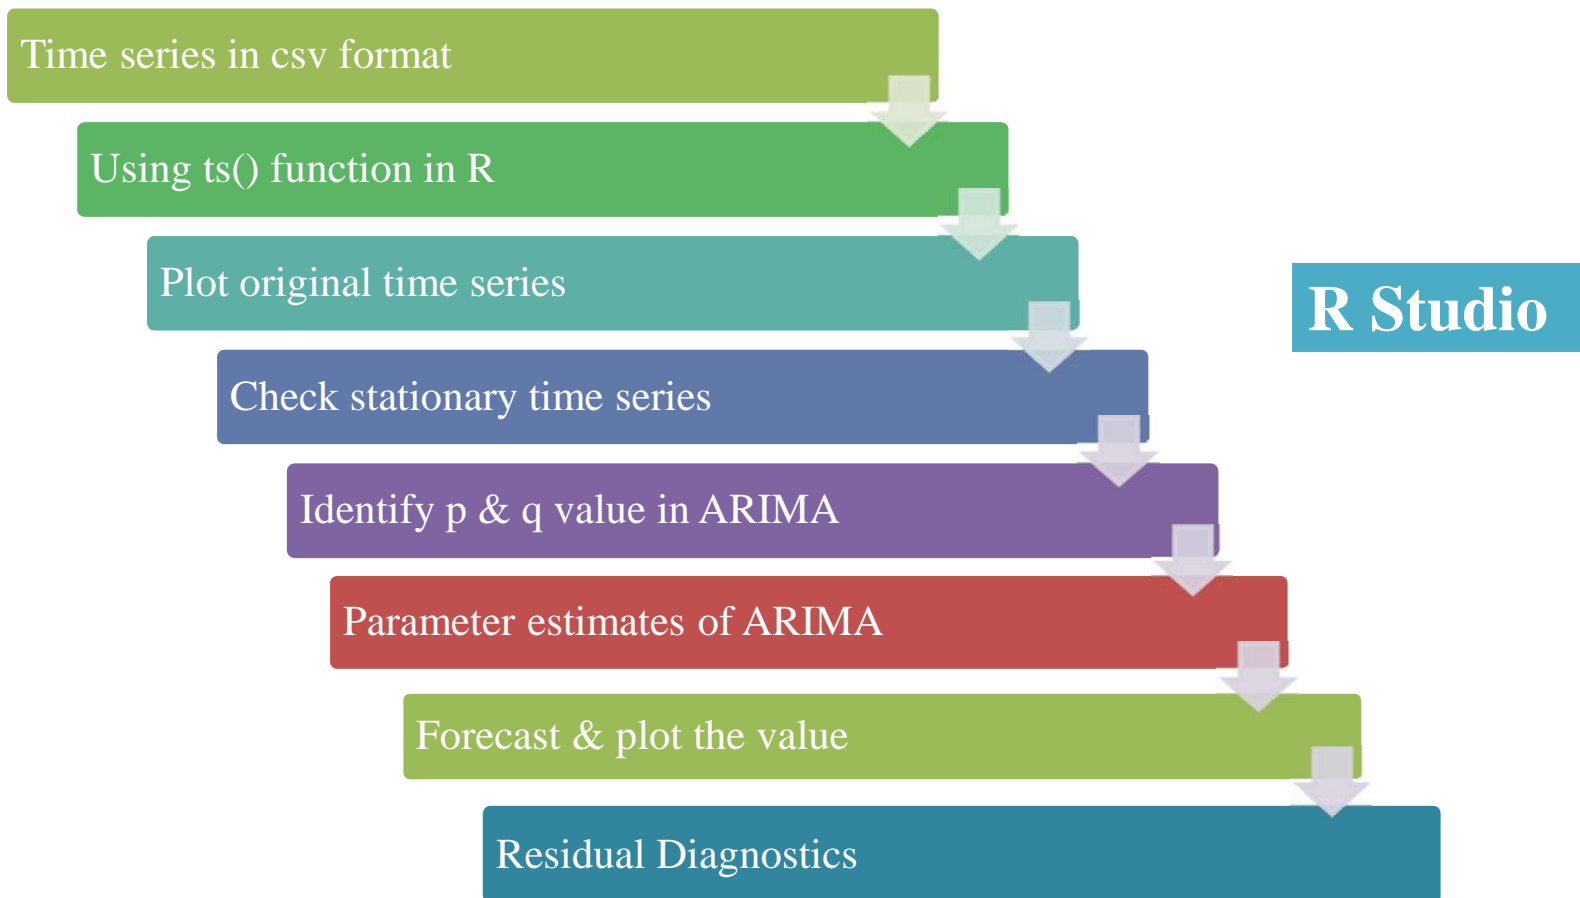 Time series in csv format
Using ts() function in R
Plot original time series
R Studio
Check stationary time series
Identify p & q value in ARIMA
Parameter estimates of ARIMA
Forecast & plot the value
Residual Diagnostics